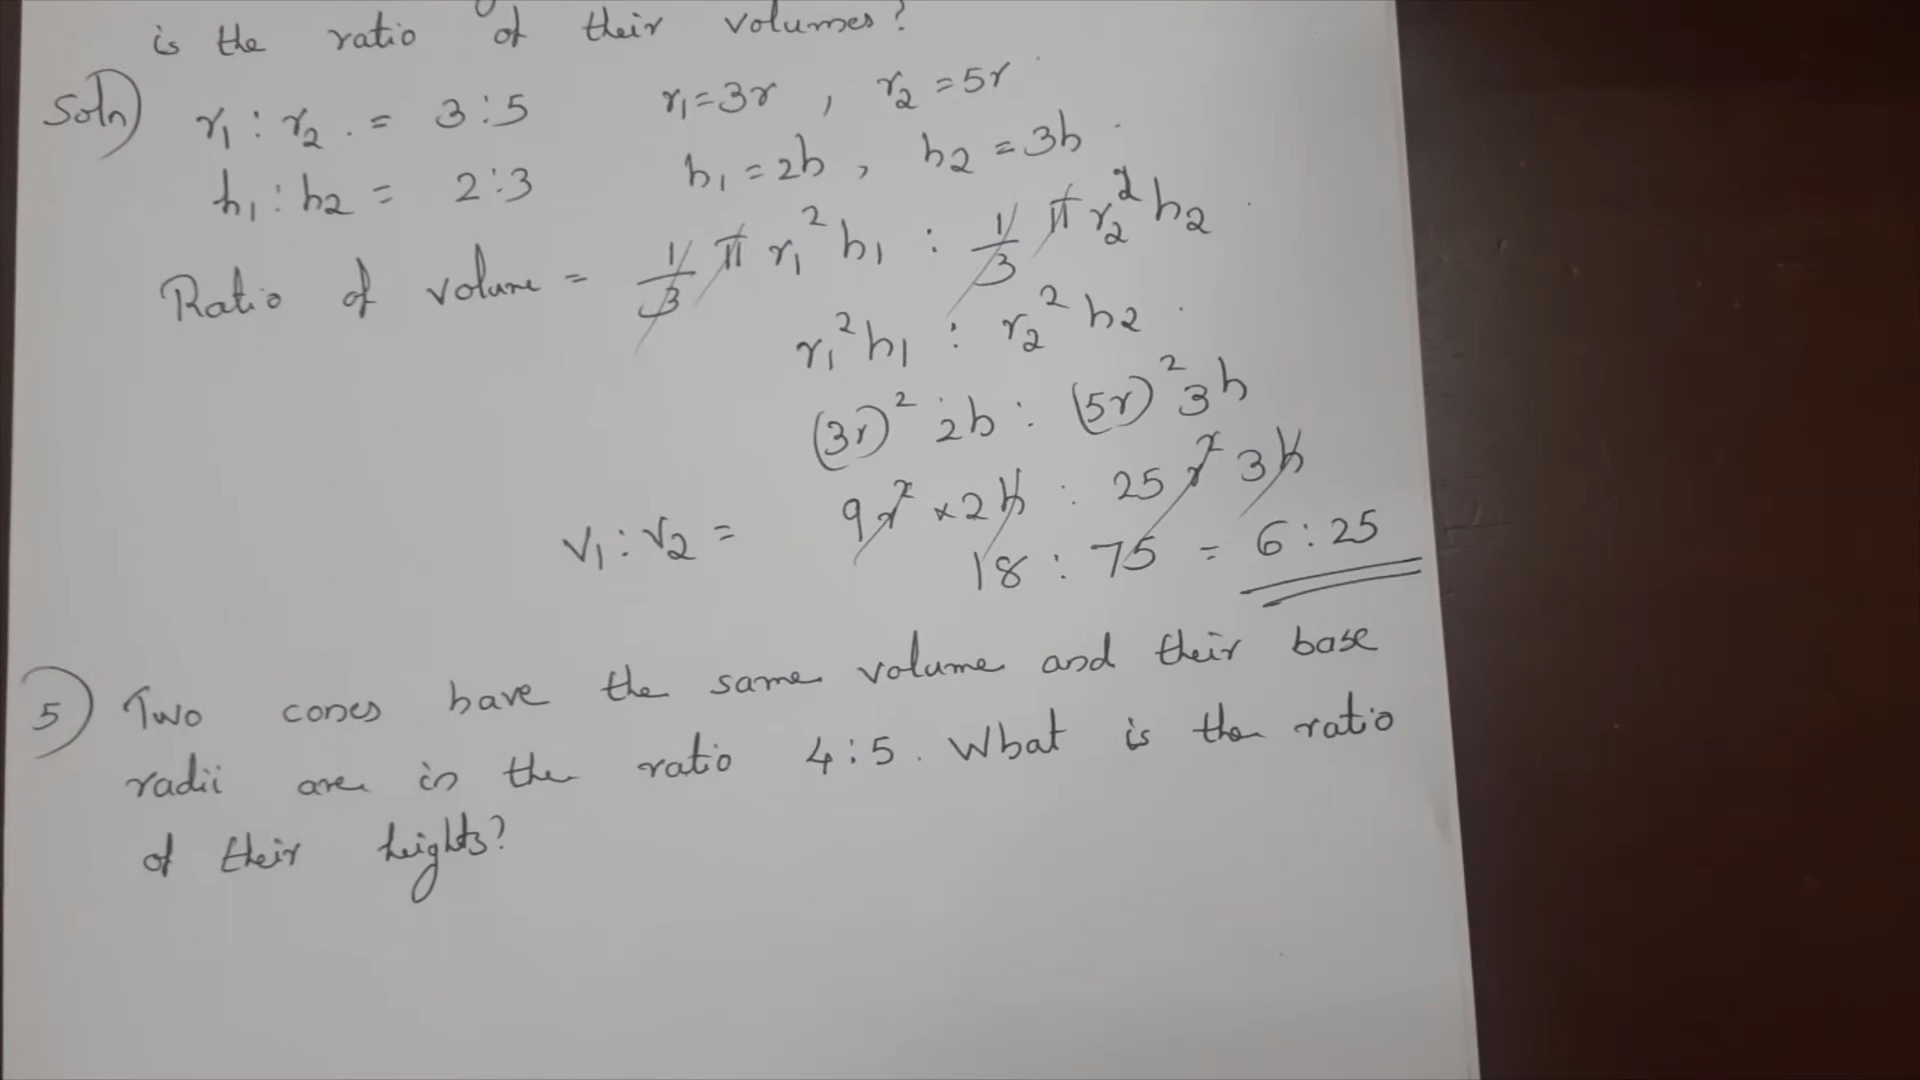 is the ratio of their volumes?
Soln) r₁ : r₂ . = 3:5 r₁=3r , r₂ =5r
h₁ : h₂ = 2:3 h₁ =2h , h₂ =3h
Ratio of volume = 1/3 π r₁² h₁ : 1/3 π r₂² h₂
r₁² h₁ : r₂² h₂
(3r)² 2h : (5r)² 3h
V₁ : V₂ = 9r² × 2h : 25 r² 3h
18 : 75 = 6:25
5) Two cones have the same volume and their base
radii are in the ratio 4:5. What is the ratio
of their heights?